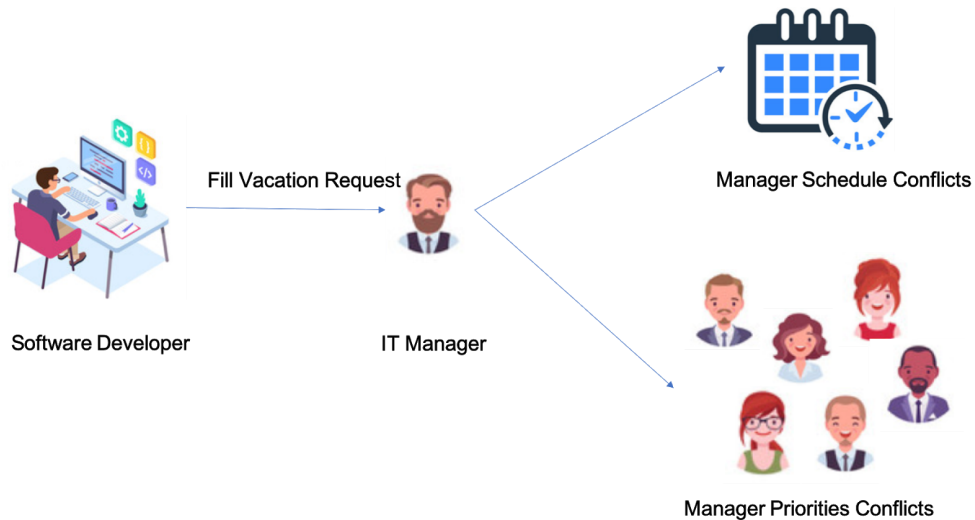 Fill Vacation Request
Manager Schedule Conflicts
Software Developer
IT Manager
Manager Priorities Conflicts